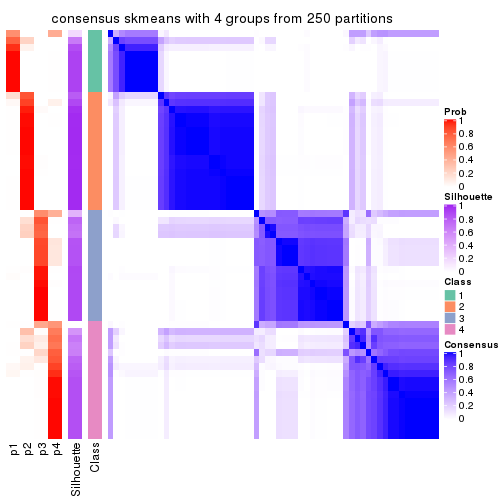 consensus skmeans with 4 groups from 250 partitions
Prob
1
0.8
0.6
0.4
0.2
0
Silhouette
1
0.8
0.6
0.4
0.2
0
Class
1
2
3
4
Consensus
1
0.8
0.6
0.4
0.2
0
p1
p2
p3
p4
Silhouette
Class